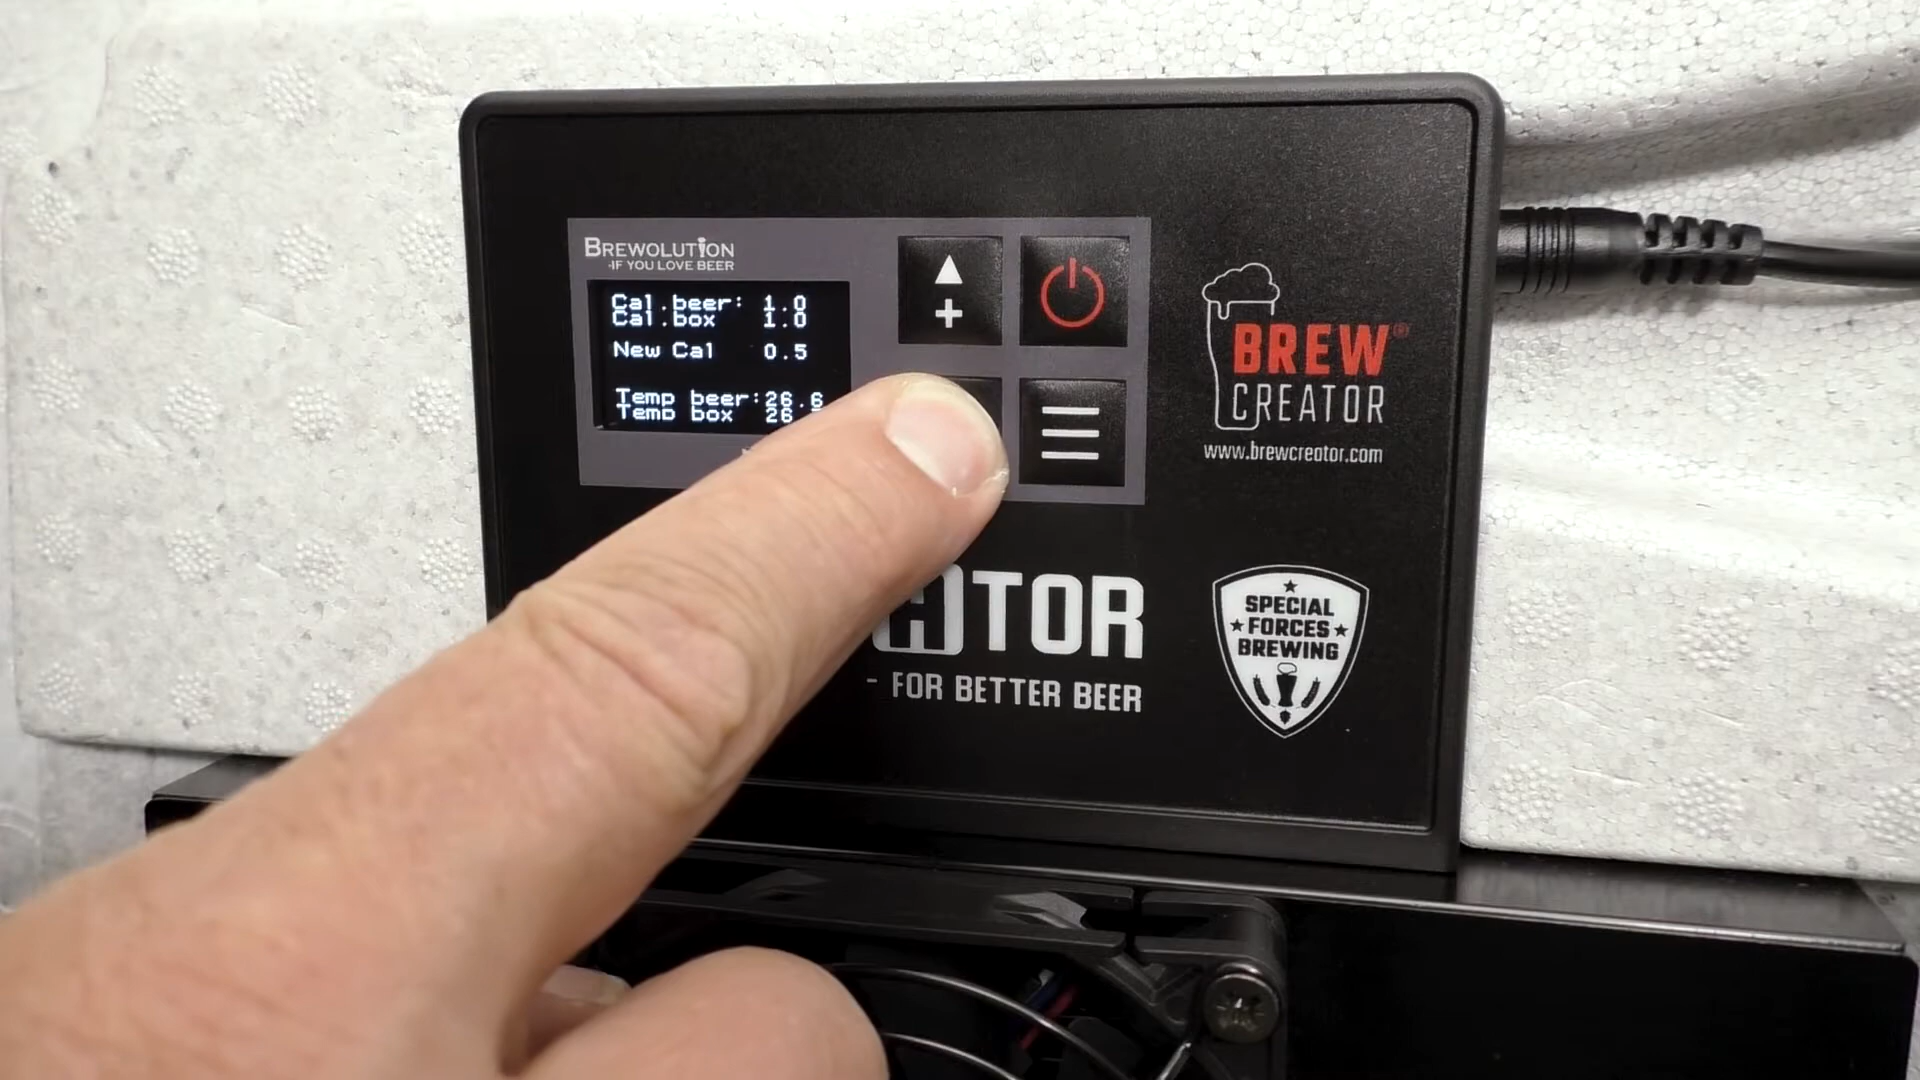 BREWOLUTION
-IF YOU LOVE BEER
Cal.beer: 1.0
Cal.box 1.0
New Cal 0.5
Temp beer:26.6
Temp box 26.
+
BREW®
CREATOR
www.brewcreator.com
TOR
- FOR BETTER BEER
SPECIAL
FORCES
BREWING